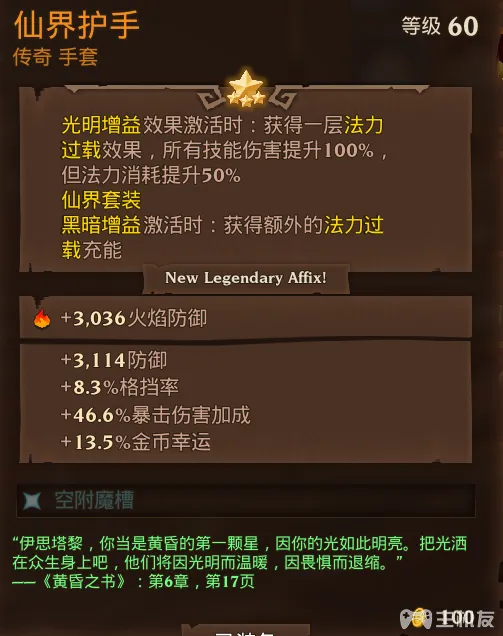 仙界护手
等级 60
传奇 手套
光明增益效果激活时：获得一层法力
过载效果，所有技能伤害提升100%，
但法力消耗提升50%
仙界套装
黑暗增益激活时：获得额外的法力过
载充能
New Legendary Affix!
+3,036火焰防御
+3,114防御
+8.3%格挡率
+46.6%暴击伤害加成
+13.5%金币幸运
空附魔槽
“伊思塔黎，你当是黄昏的第一颗星，因你的光如此明亮。把光洒
在众生身上吧，他们将因光明而温暖，因畏惧而退缩。”
——《黄昏之书》：第6章，第17页
100